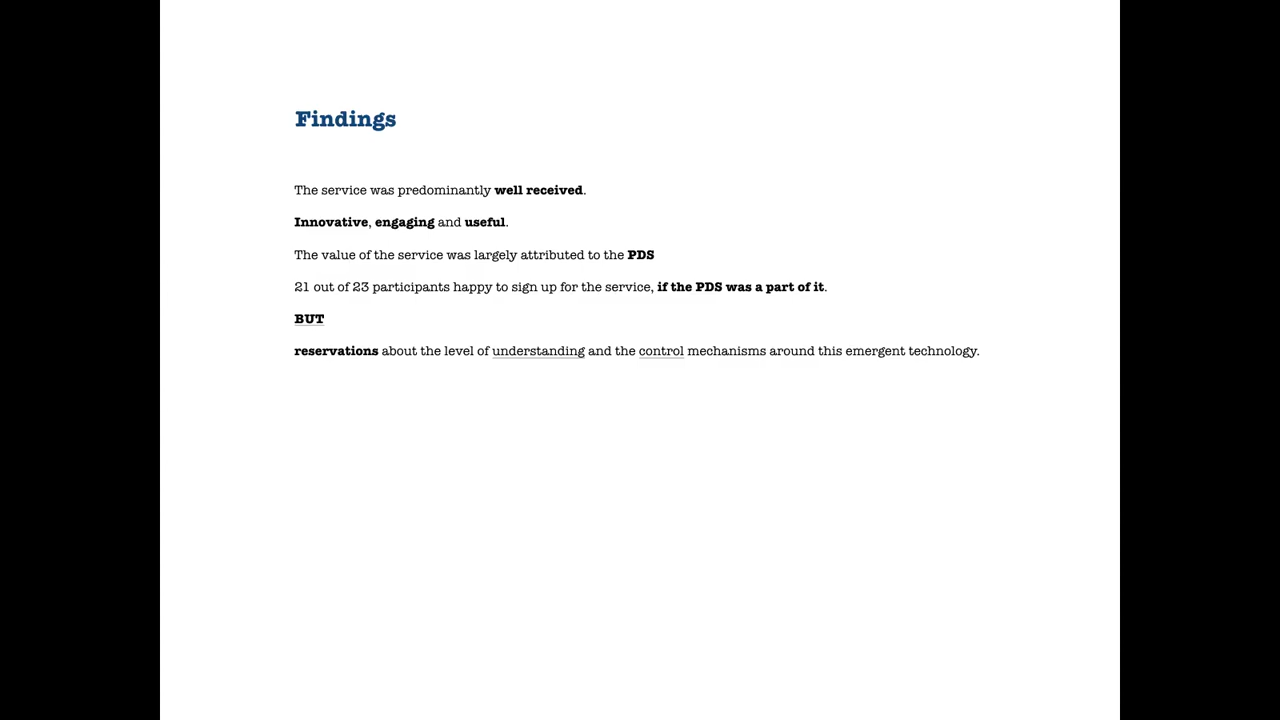 Findings
The service was predominantly well received.
Innovative, engaging and useful.
The value of the service was largely attributed to the PDS
21 out of 23 participants happy to sign up for the service, if the PDS was a part of it.
BUT
reservations about the level of understanding and the control mechanisms around this emergent technology.